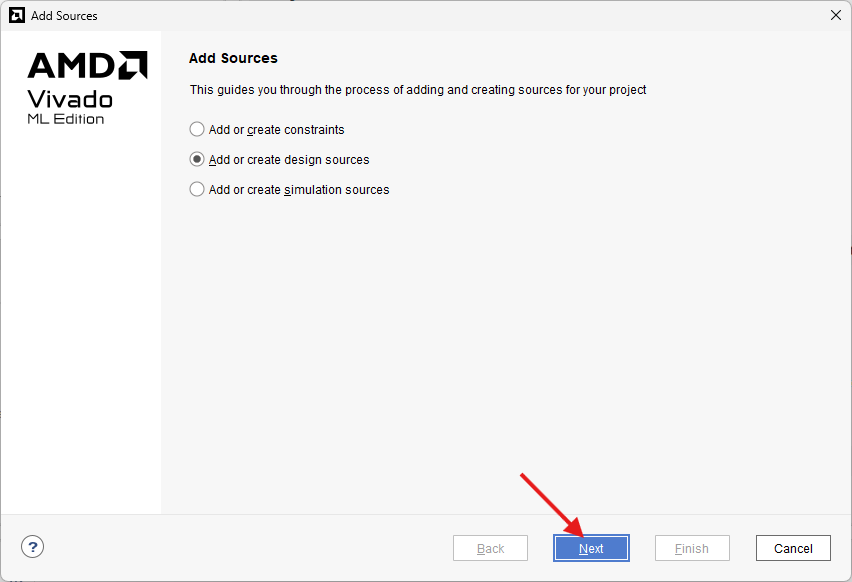 Add Sources
AMD
Vivado
ML Edition
Add Sources
This guides you through the process of adding and creating sources for your project
Add or create constraints
Add or create design sources
Add or create simulation sources
?
Back
Next
Finish
Cancel